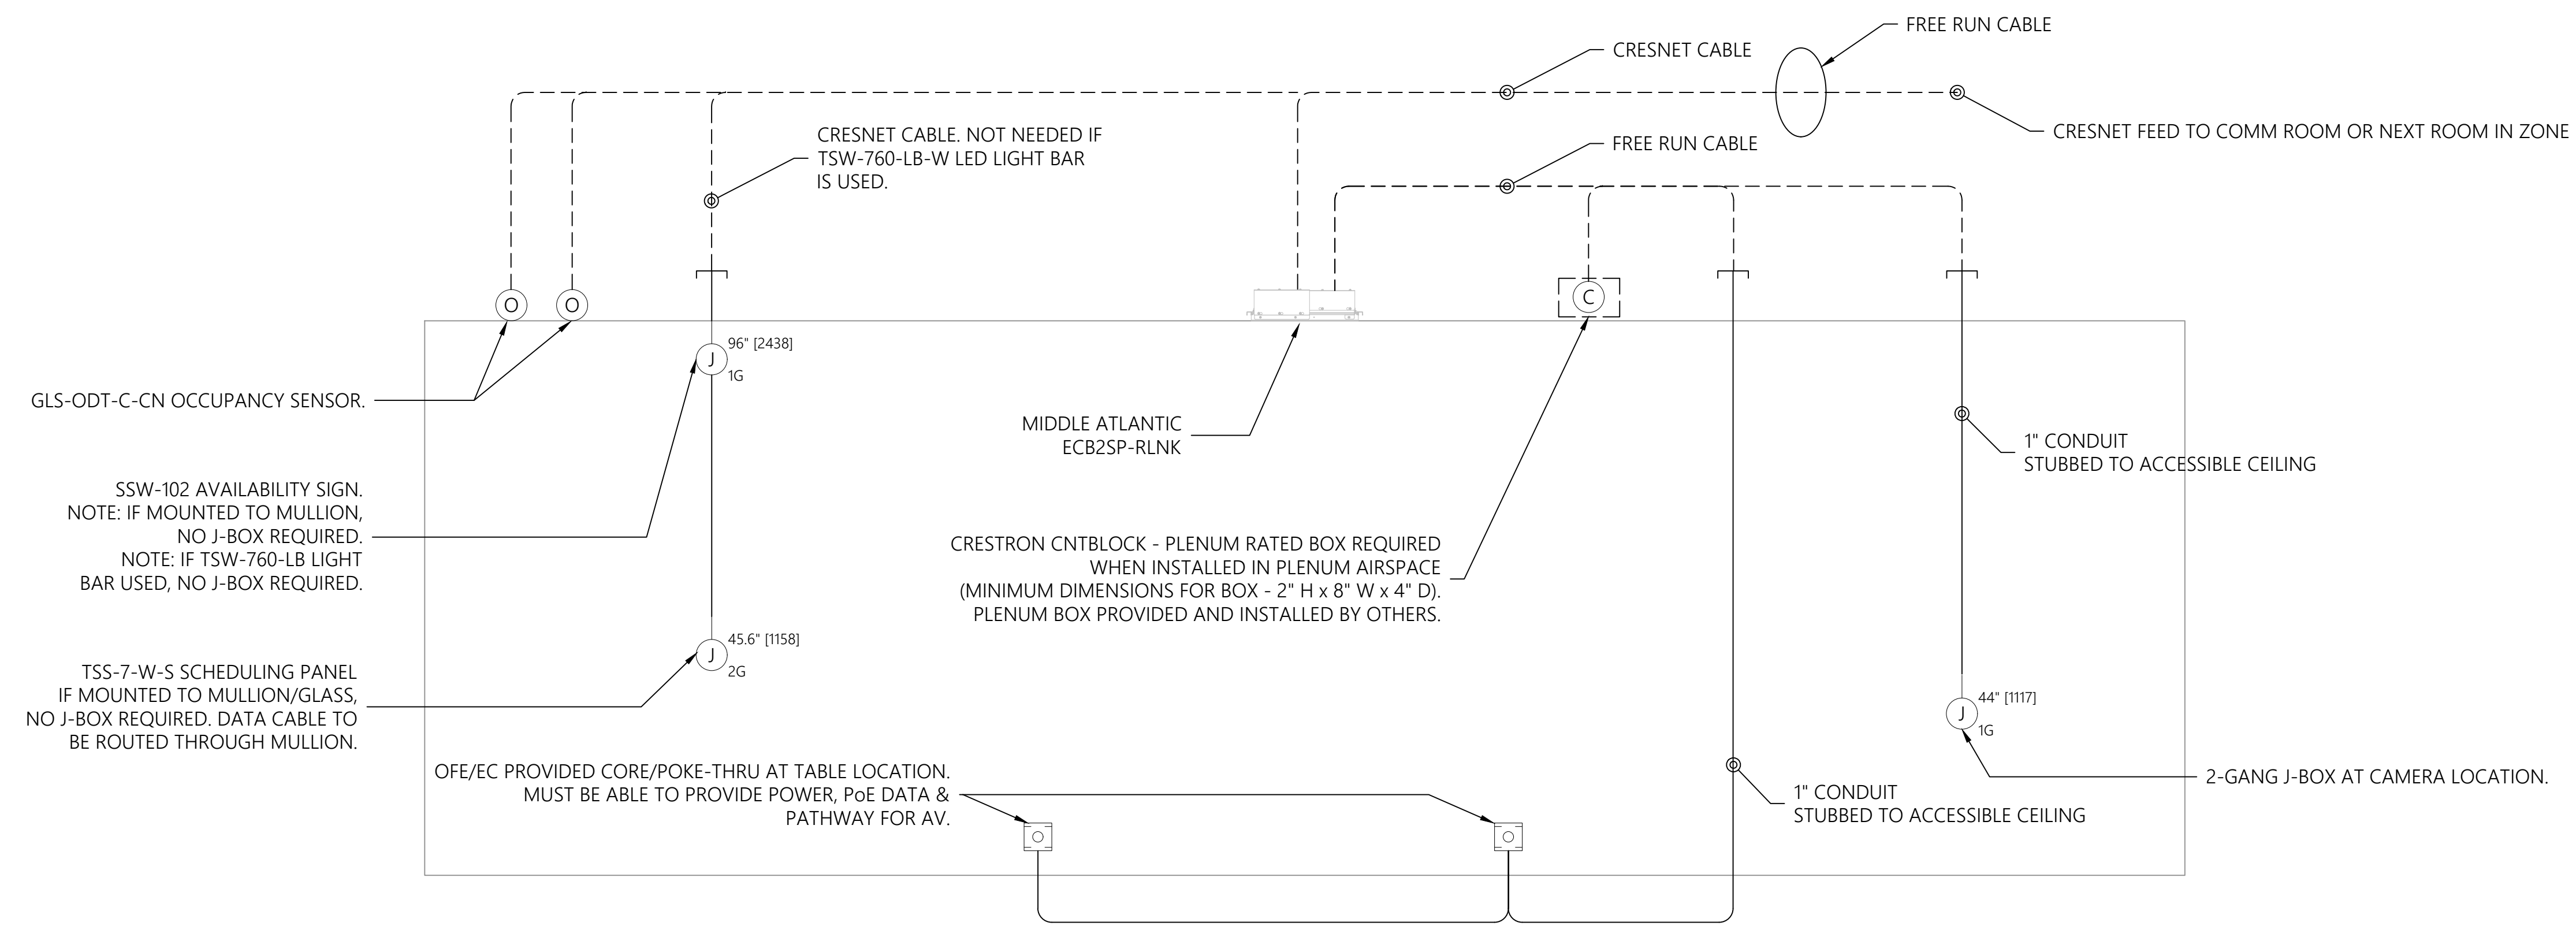 FREE RUN CABLE
CRESNET CABLE
CRESNET FEED TO COMM ROOM OR NEXT ROOM IN ZONE
CRESNET CABLE. NOT NEEDED IF
TSW-760-LB-W LED LIGHT BAR
IS USED.
FREE RUN CABLE
O
O
C
96" [2438]
J
1G
GLS-ODT-C-CN OCCUPANCY SENSOR.
MIDDLE ATLANTIC
ECB2SP-RLNK
1" CONDUIT
STUBBED TO ACCESSIBLE CEILING
SSW-102 AVAILABILITY SIGN.
NOTE: IF MOUNTED TO MULLION,
NO J-BOX REQUIRED.
NOTE: IF TSW-760-LB LIGHT
BAR USED, NO J-BOX REQUIRED.
CRESTRON CNTBLOCK - PLENUM RATED BOX REQUIRED
WHEN INSTALLED IN PLENUM AIRSPACE
(MINIMUM DIMENSIONS FOR BOX - 2" H x 8" W x 4" D).
PLENUM BOX PROVIDED AND INSTALLED BY OTHERS.
45.6" [1158]
J
2G
TSS-7-W-S SCHEDULING PANEL
IF MOUNTED TO MULLION/GLASS,
NO J-BOX REQUIRED. DATA CABLE TO
BE ROUTED THROUGH MULLION.
44" [1117]
J
1G
2-GANG J-BOX AT CAMERA LOCATION.
OFE/EC PROVIDED CORE/POKE-THRU AT TABLE LOCATION.
MUST BE ABLE TO PROVIDE POWER, PoE DATA &
PATHWAY FOR AV.
1" CONDUIT
STUBBED TO ACCESSIBLE CEILING